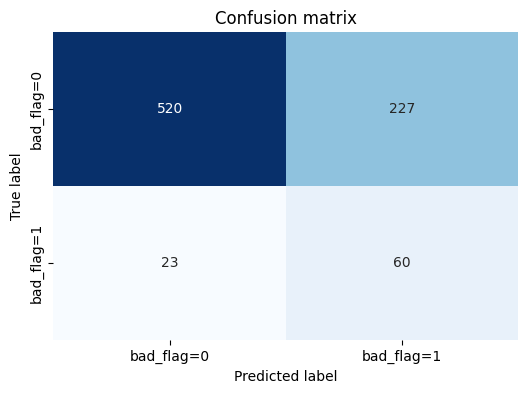 Confusion matrix
True label
bad_flag=0
520
227
bad_flag=1
23
60
bad_flag=0
bad_flag=1
Predicted label